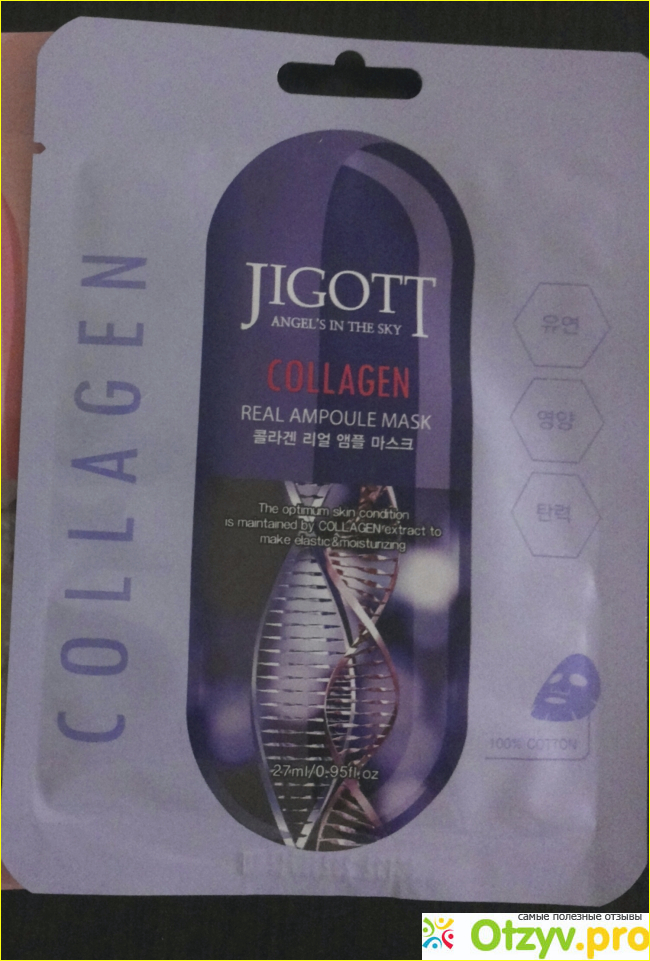 COLLAGEN
JIGOTT
ANGEL'S IN THE SKY
COLLAGEN
REAL AMPOULE MASK
콜라겐 리얼 앰플 마스크
The optimum skin condition
is maintained by COLLAGEN extract to
make elastic&moisturizing
27ml/0.95fl.oz
유연
영양
탄력
100% COTTON
самые полезные отзывы
Otzyv.pro